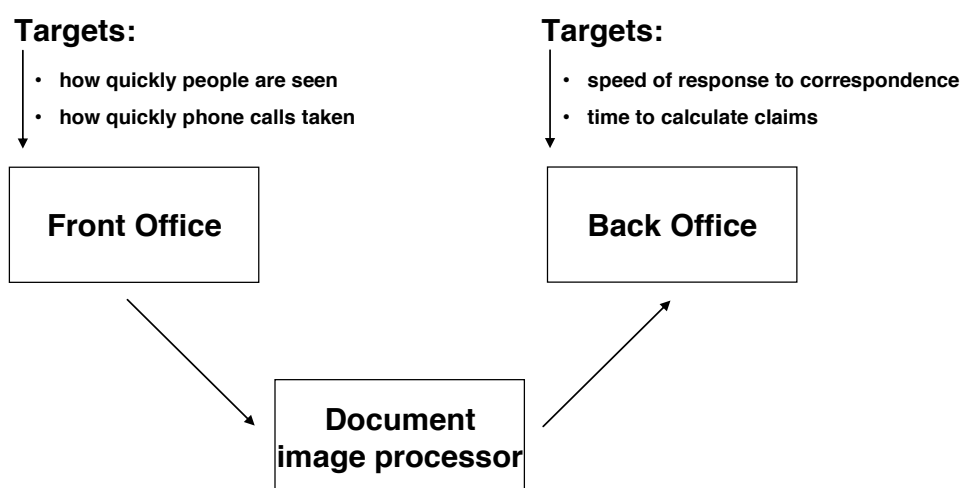 Targets:
• how quickly people are seen
• how quickly phone calls taken
Front Office
Targets:
• speed of response to correspondence
• time to calculate claims
Back Office
Document
image processor